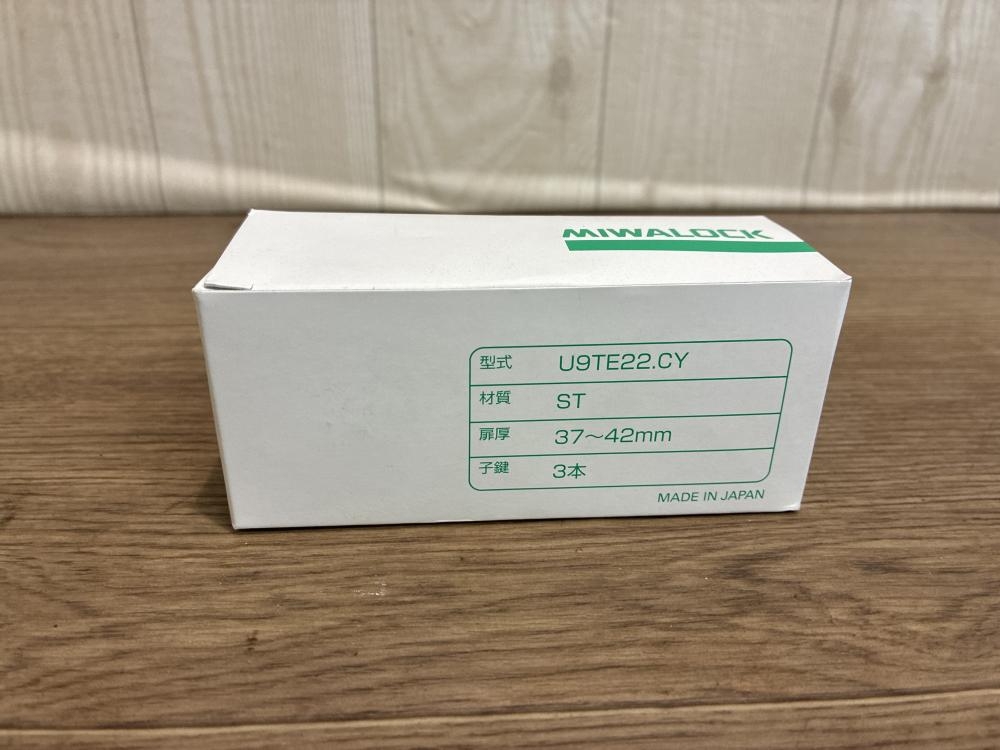 MIWALOCK
型式 U9TE22.CY
材質 ST
扉厚 37～42mm
子鍵 3本
MADE IN JAPAN